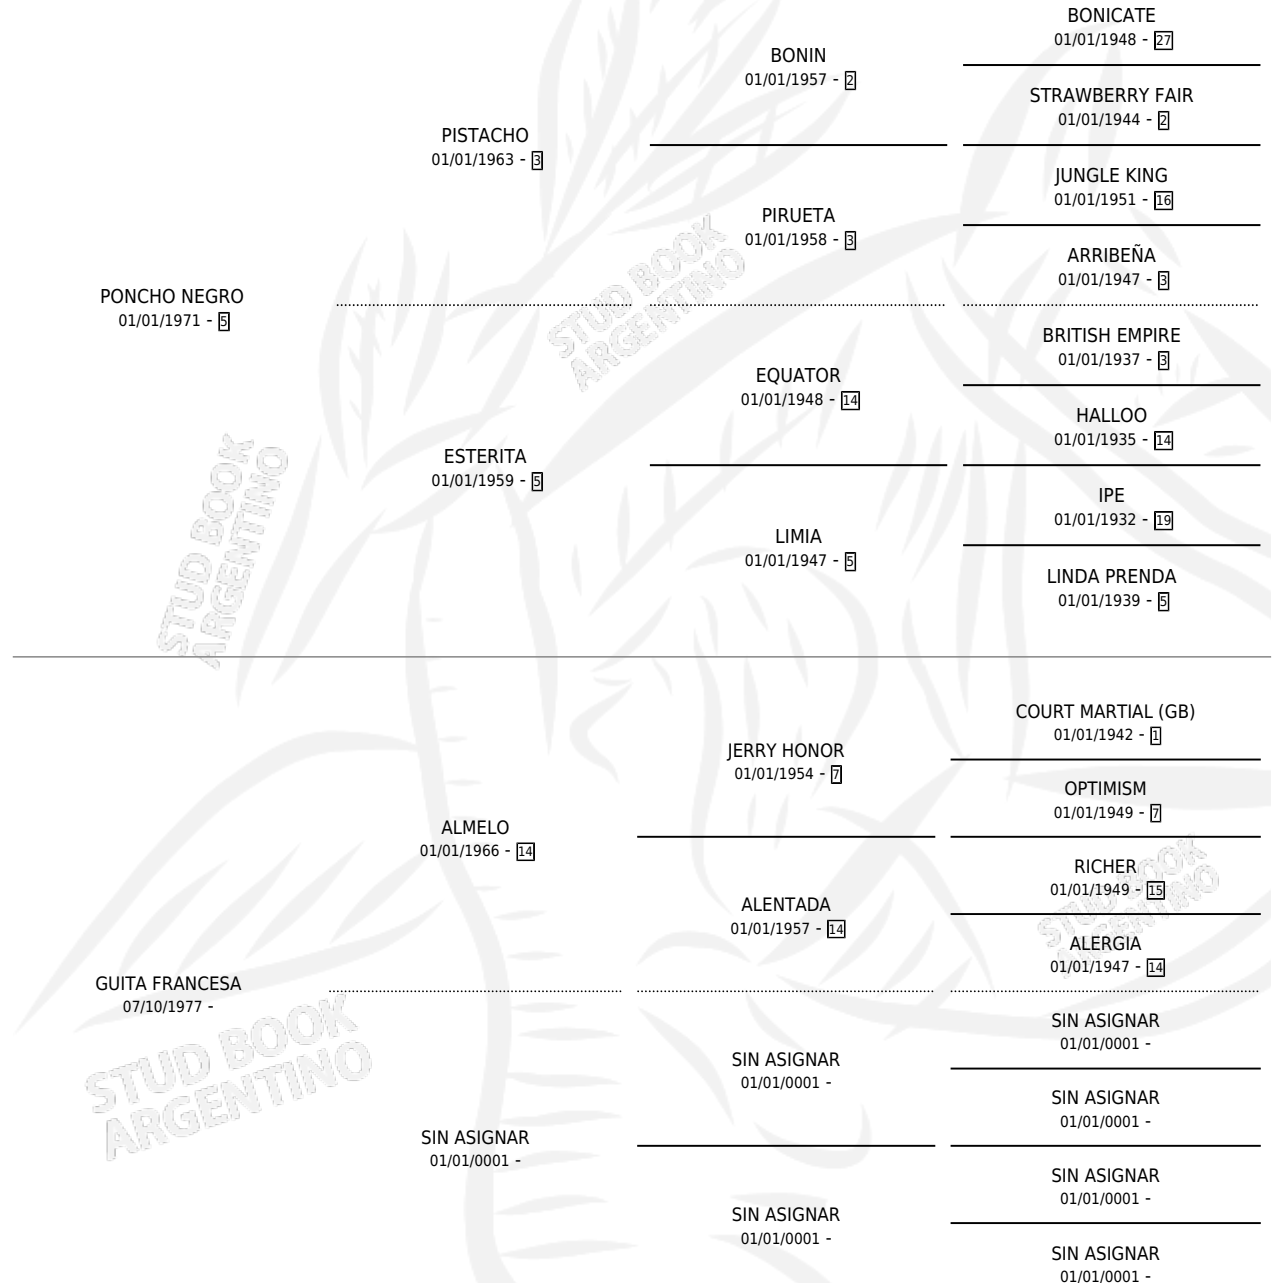 BONICATE
01/01/1948 - 27
BONIN
01/01/1957 - 2
STRAWBERRY FAIR
01/01/1944 - 2
PISTACHO
01/01/1963 - 3
JUNGLE KING
01/01/1951 - 16
PIRUETA
01/01/1958 - 3
ARRIBEÑA
01/01/1947 - 3
PONCHO NEGRO
01/01/1971 - 5
BRITISH EMPIRE
01/01/1937 - 3
EQUATOR
01/01/1948 - 14
HALLOO
01/01/1935 - 14
ESTERITA
01/01/1959 - 5
IPE
01/01/1932 - 19
LIMIA
01/01/1947 - 5
LINDA PRENDA
01/01/1939 - 5
COURT MARTIAL (GB)
01/01/1942 - 1
JERRY HONOR
01/01/1954 - 7
OPTIMISM
01/01/1949 - 7
ALMELO
01/01/1966 - 14
RICHER
01/01/1949 - 15
ALENTADA
01/01/1957 - 14
ALERGIA
01/01/1947 - 14
GUITA FRANCESA
07/10/1977 -
SIN ASIGNAR
01/01/0001 -
SIN ASIGNAR
01/01/0001 -
SIN ASIGNAR
01/01/0001 -
SIN ASIGNAR
01/01/0001 -
SIN ASIGNAR
01/01/0001 -
SIN ASIGNAR
01/01/0001 -
SIN ASIGNAR
01/01/0001 -
STUD BOOK
ARGENTINO
STUD BOOK
ARGENTINO
STUD BOOK
ARGENTINO
STUD BOOK
ARGENTINO